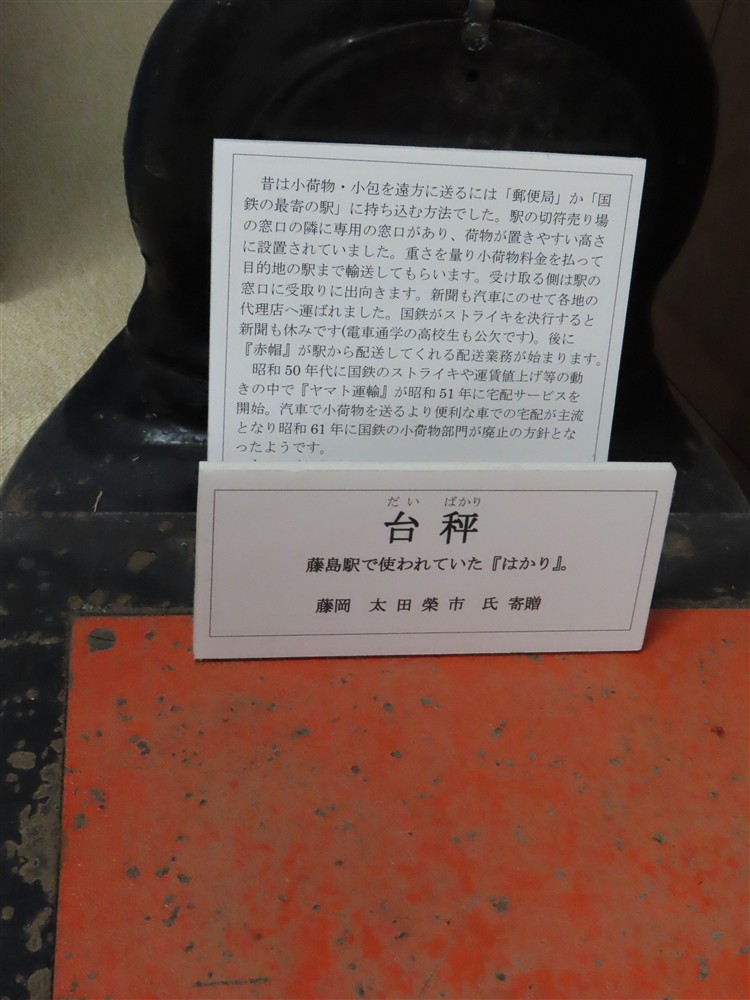 昔は小荷物・小包を遠方に送るには「郵便局」か「国
鉄の最寄の駅」に持ち込む方法でした。駅の切符売り場
の窓口の隣に専用の窓口があり、荷物が置きやすい高さ
に設置されていました。重さを量り小荷物料金を払って
目的地の駅まで輸送してもらいます。受け取る側は駅の
窓口に受取りに出向きます。新聞も汽車にのせて各地の
代理店へ運ばれました。国鉄がストライキを決行すると
新聞も休みです(電車通学の高校生も公欠です)。後に
『赤帽』が駅から配送してくれる配送業務が始まります。
昭和50年代に国鉄のストライキや運賃値上げ等の動
きの中で『ヤマト運輸』が昭和51年に宅配サービスを
開始。汽車で小荷物を送るより便利な車での宅配が主流
となり昭和61年に国鉄の小荷物部門が廃止の方針とな
ったようです。
だい ばかり
台秤
藤島駅で使われていた『はかり』。
藤岡 太田榮市 氏寄贈